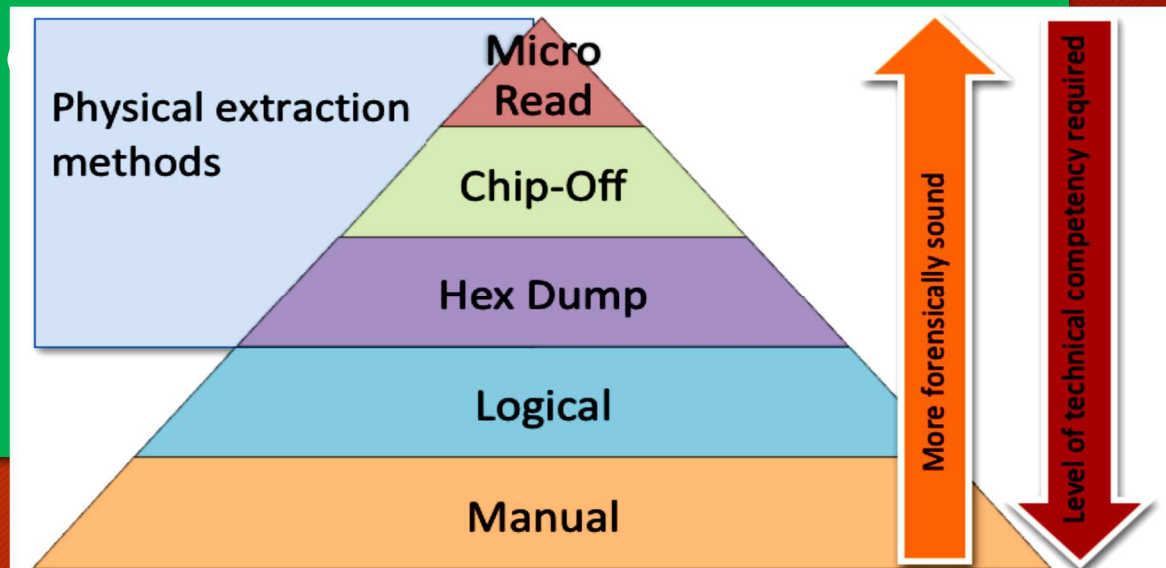 Micro
Read
Physical extraction
methods
Chip-Off
Hex Dump
Logical
Manual
More forensically sound
Level of technical competency required